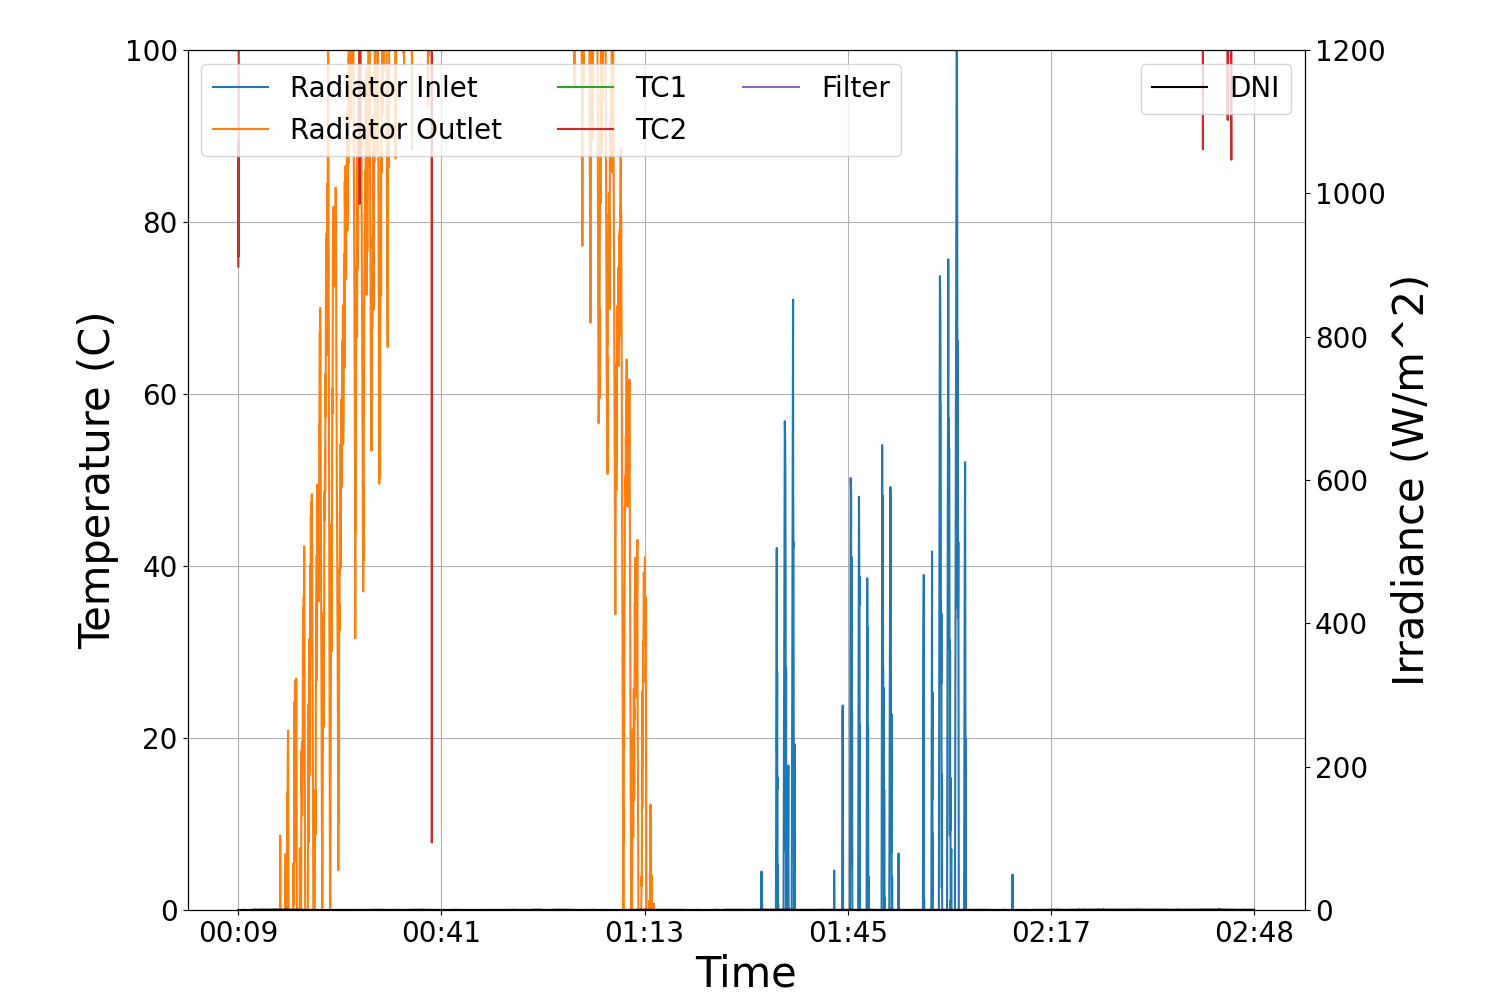 Radiator Inlet
Radiator Outlet
TC1
TC2
Filter
DNI
100
80
60
40
20
0
Temperature (C)
1200
1000
800
600
400
200
0
Irradiance (W/m^2)
00:09 00:41 01:13 01:45 02:17 02:48
Time